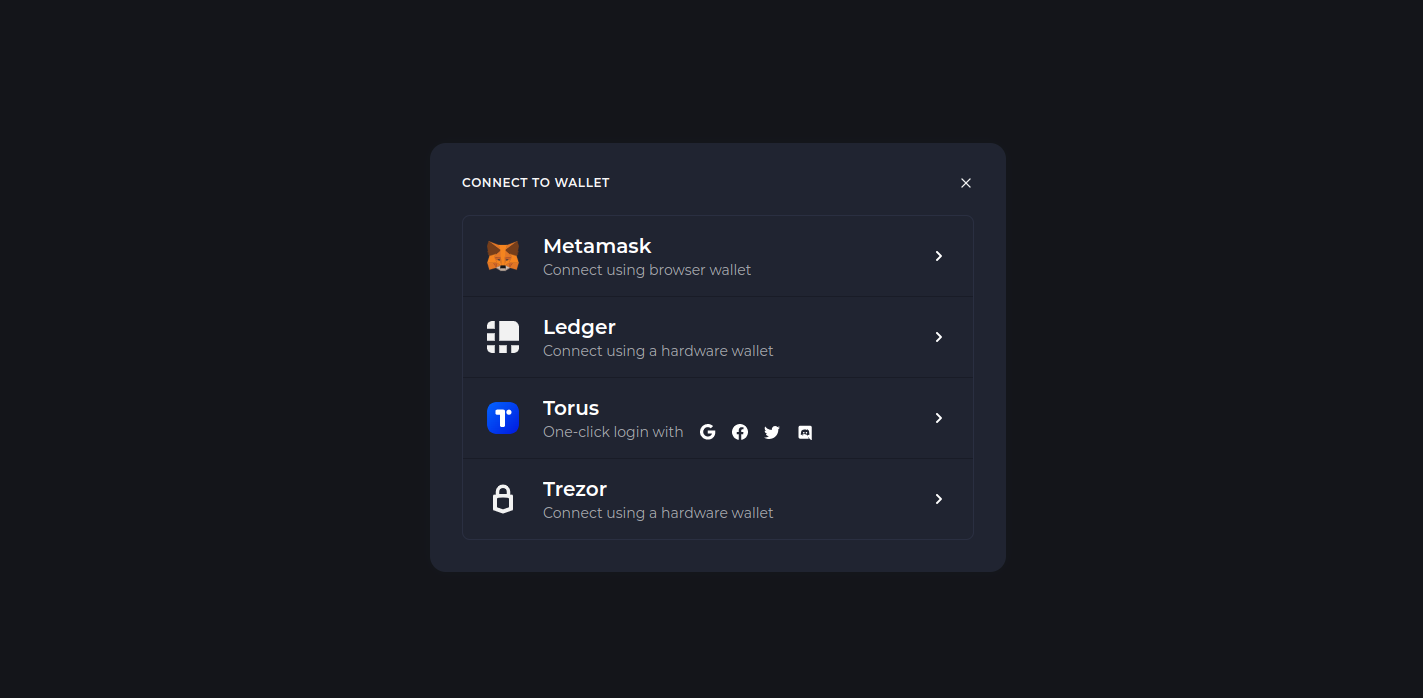 CONNECT TO WALLET
Metamask
Connect using browser wallet
Ledger
Connect using a hardware wallet
Torus
One-click login with
Trezor
Connect using a hardware wallet